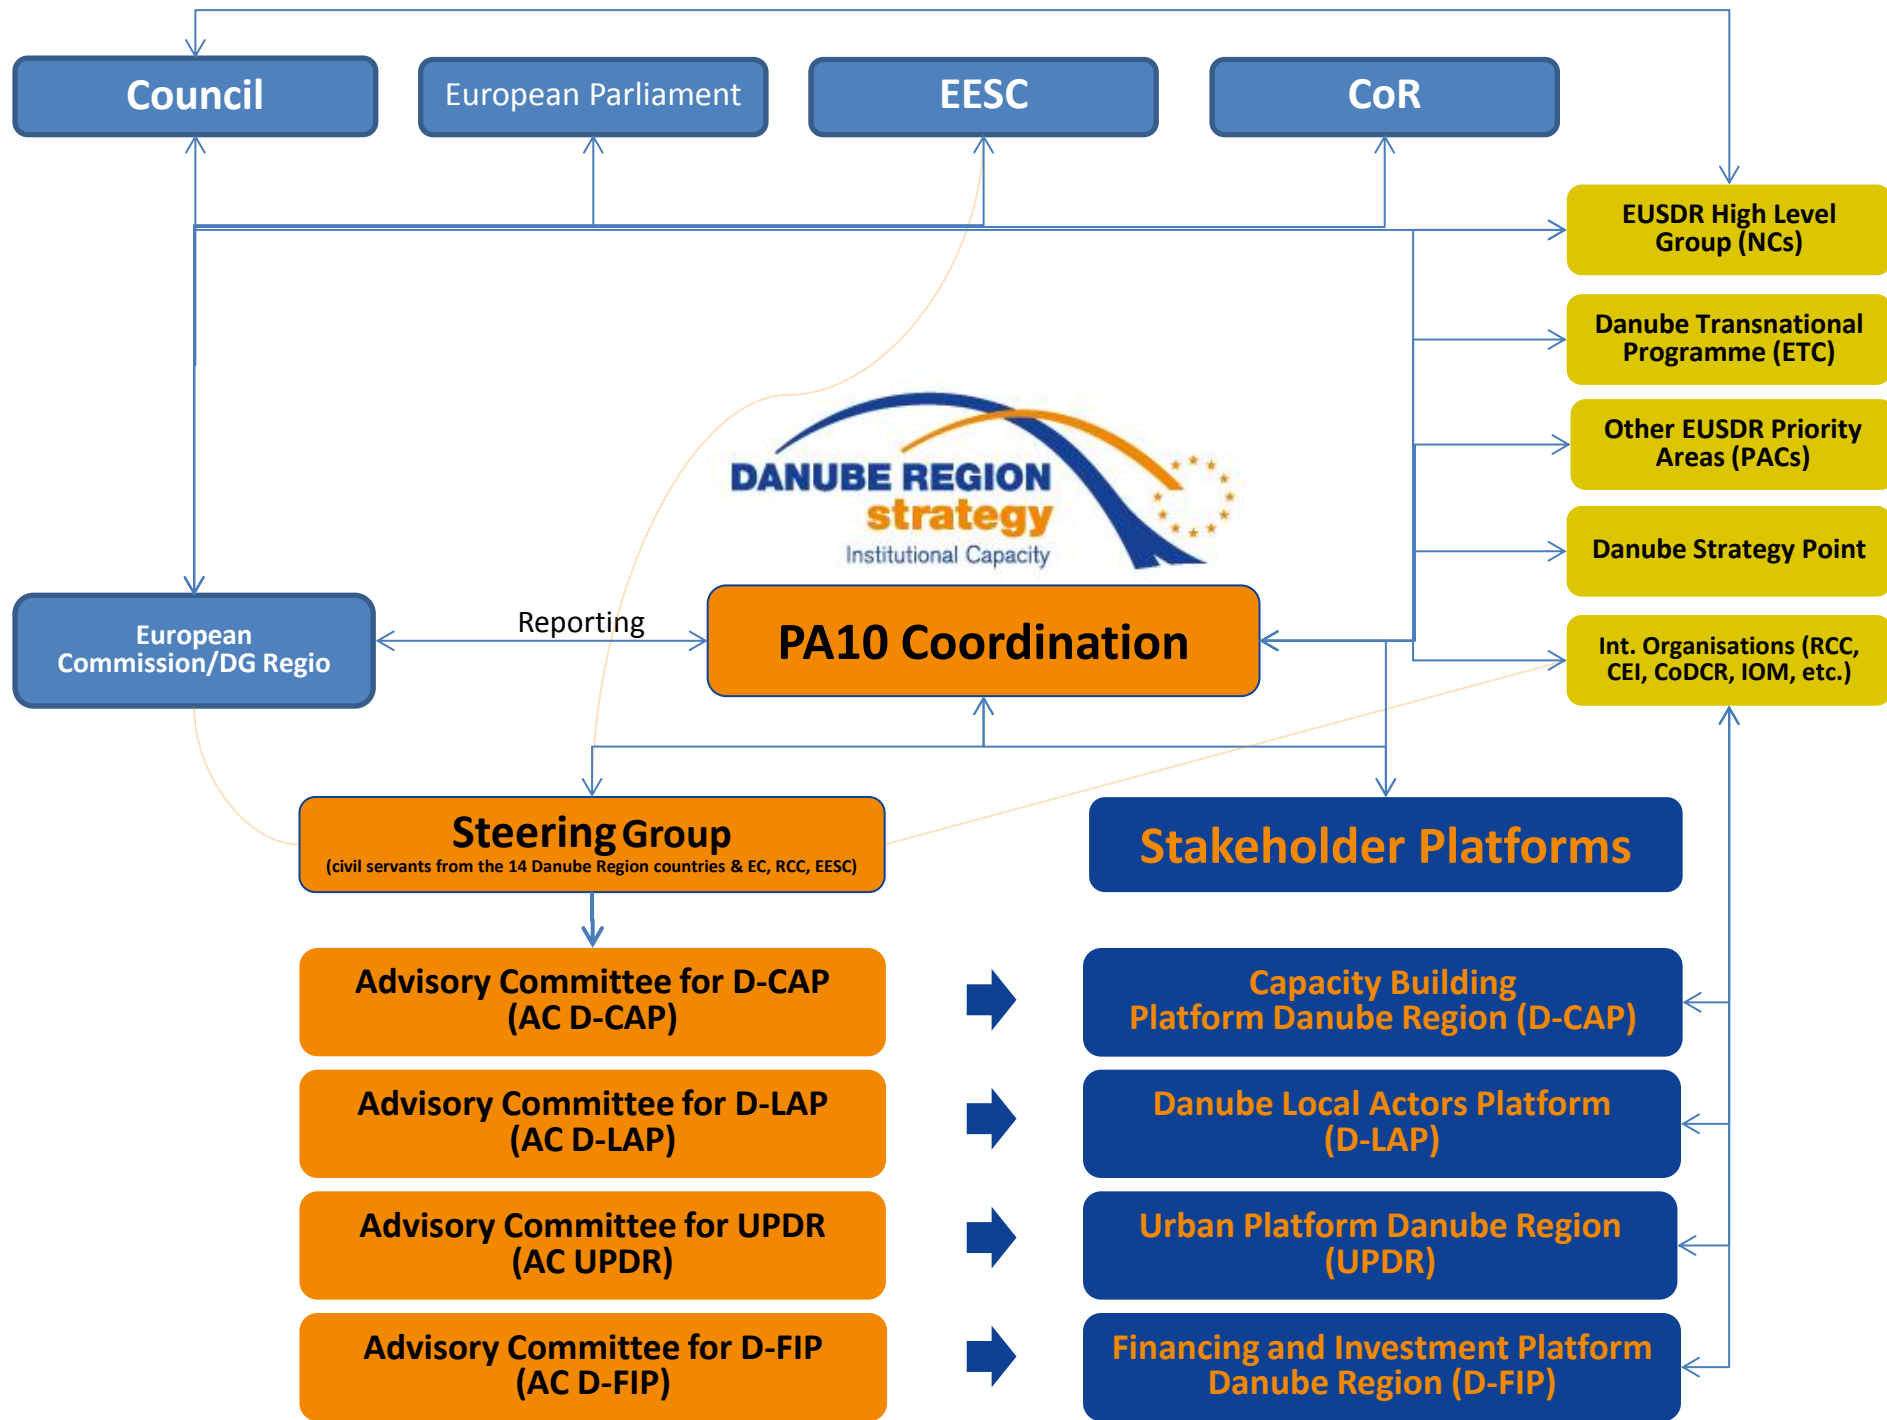 Council
European Parliament
EESC
CoR
EUSDR High Level
Group (NCs)
Danube Transnational
Programme (ETC)
Other EUSDR Priority
Areas (PACs)
Danube Strategy Point
Int. Organisations (RCC,
CEI, CoDCR, IOM, etc.)
DANUBE REGION
strategy
Institutional Capacity
European
Commission/DG Regio
Reporting
PA10 Coordination
Steering Group
(civil servants from the 14 Danube Region countries & EC, RCC, EESC)
Stakeholder Platforms
Advisory Committee for D-CAP
(AC D-CAP)
Capacity Building
Platform Danube Region (D-CAP)
Advisory Committee for D-LAP
(AC D-LAP)
Danube Local Actors Platform
(D-LAP)
Advisory Committee for UPDR
(AC UPDR)
Urban Platform Danube Region
(UPDR)
Advisory Committee for D-FIP
(AC D-FIP)
Financing and Investment Platform
Danube Region (D-FIP)